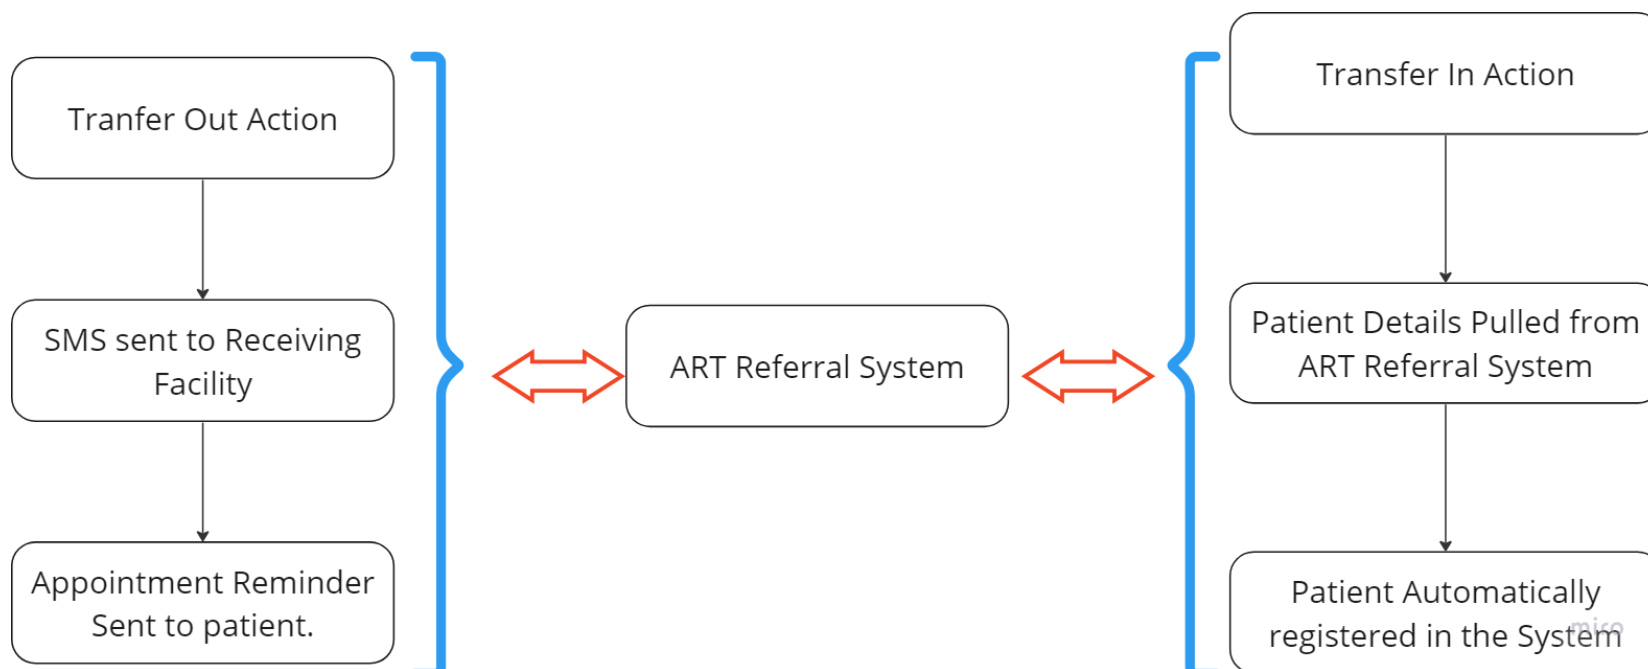 Tranfer Out Action
SMS sent to Receiving
Facility
Appointment Reminder
Sent to patient.
ART Referral System
Transfer In Action
Patient Details Pulled from
ART Referral System
Patient Automatically
registered in the System
miro